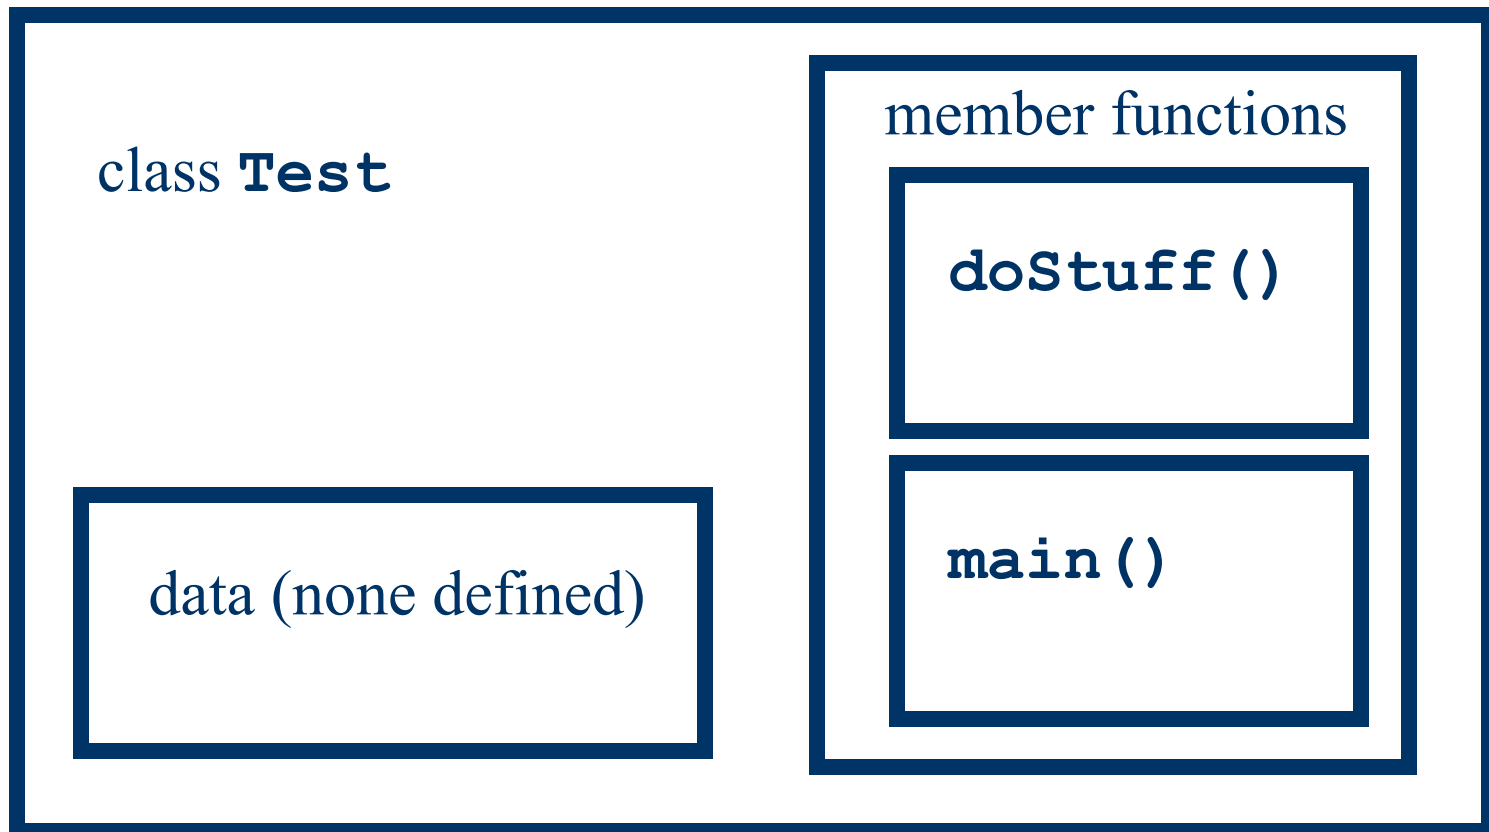 class Test
data (none defined)
member functions
doStuff()
main()